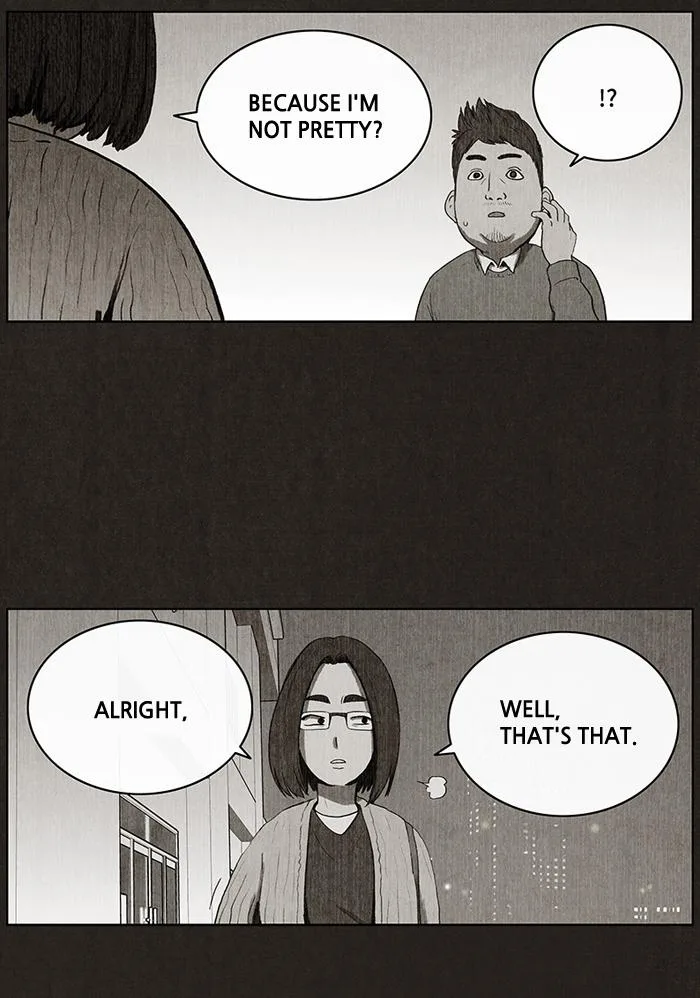 BECAUSE I'M
NOT PRETTY?
!?
ALRIGHT,
WELL,
THAT'S THAT.